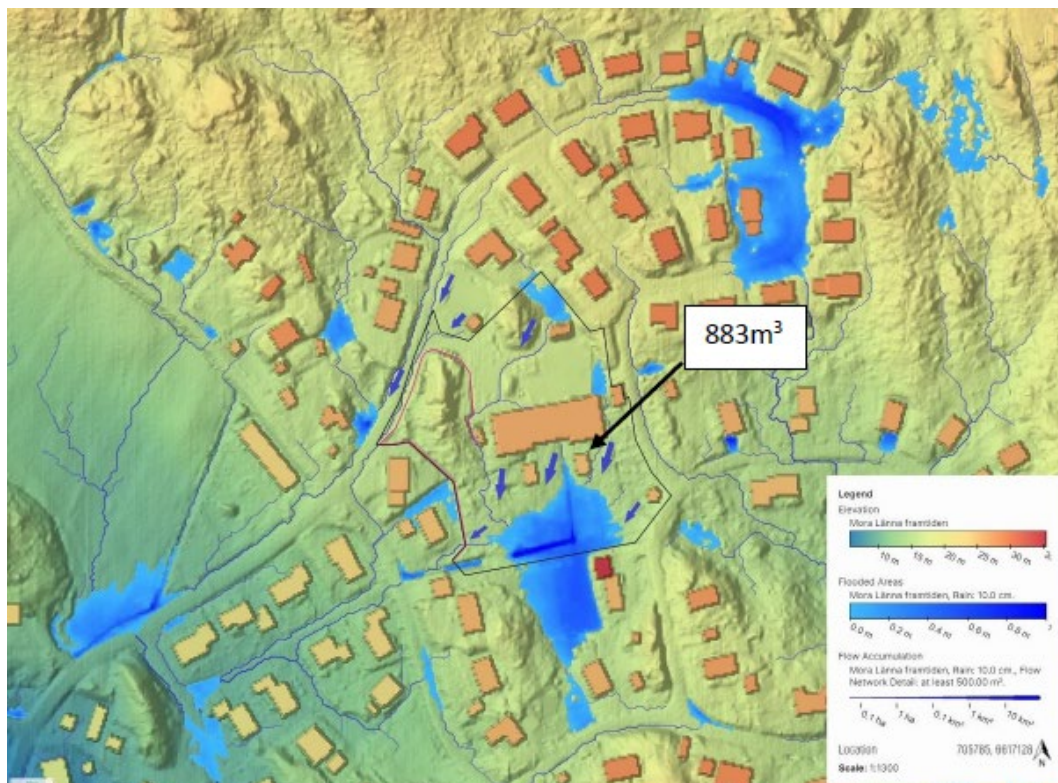 883m³
Legend
Elevation
Mora Länna framtiden
10 m 15 m 20 m 25 m 30 m
Flooded Areas
Mora Länna framtiden, Rain: 10.0 cm.
0.0 m 0.2 m 0.4 m 0.6 m 0.8 m
Flow Accumulation
Mora Länna framtiden, Rain: 10.0 cm., Flow
Network Detail: at least 500.00 m².
0.1 ha 1 ha 0.1 km² 1 km² 10 km²
Location 705785, 6617128
N
Scale: 1:1300